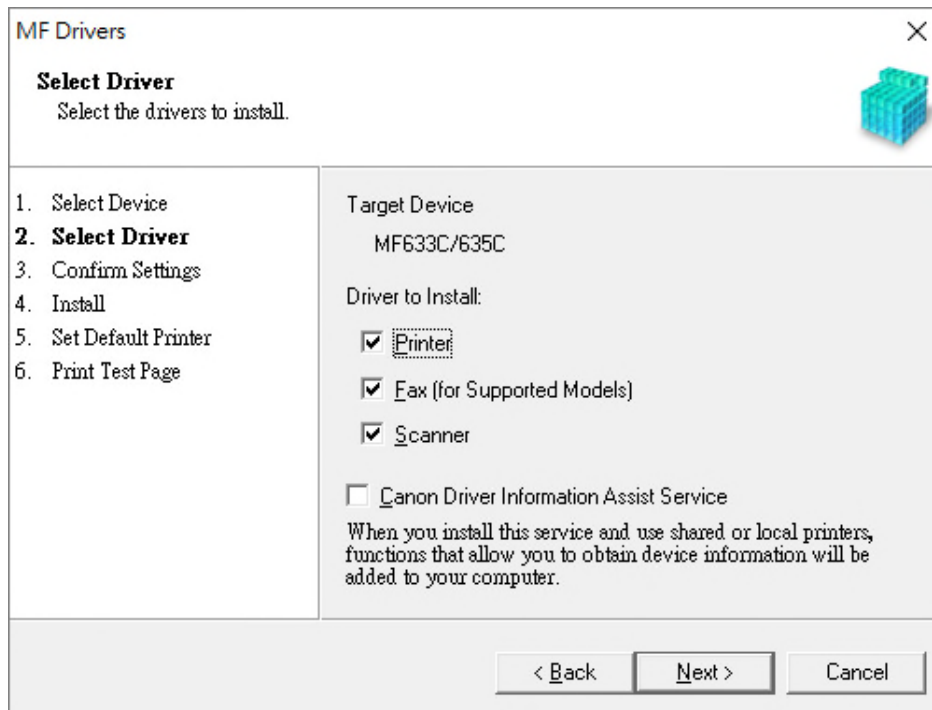 MF Drivers
Select Driver
Select the drivers to install.
1. Select Device
2. Select Driver
3. Confirm Settings
4. Install
5. Set Default Printer
6. Print Test Page
Target Device
MF633C/635C
Driver to Install:
Printer
Fax (for Supported Models)
Scanner
Canon Driver Information Assist Service
When you install this service and use shared or local printers,
functions that allow you to obtain device information will be
added to your computer.
< Back
Next >
Cancel